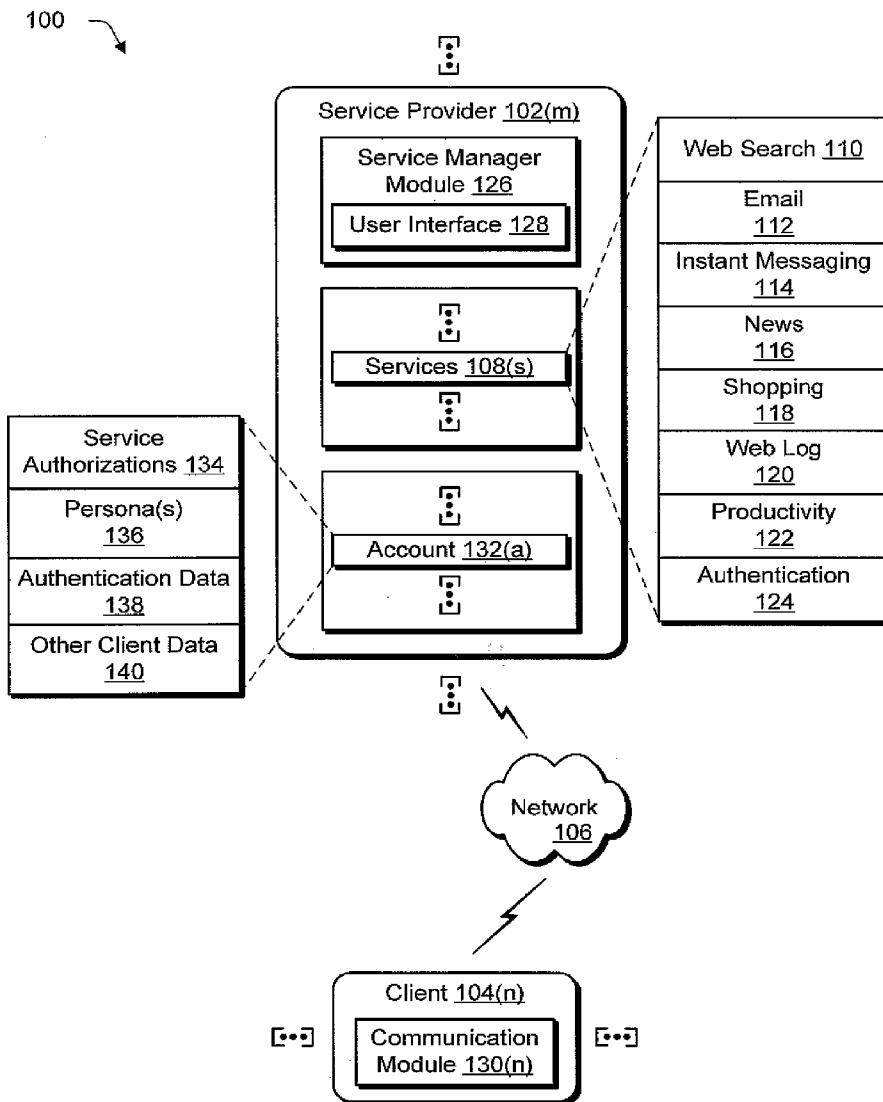 100
Service Provider 102(m)
Service Manager
Module 126
User Interface 128
Services 108(s)
Account 132(a)
Web Search 110
Email
112
Instant Messaging
114
News
116
Shopping
118
Web Log
120
Productivity
122
Authentication
124
Service
Authorizations 134
Persona(s)
136
Authentication Data
138
Other Client Data
140
Network
106
Client 104(n)
Communication
Module 130(n)